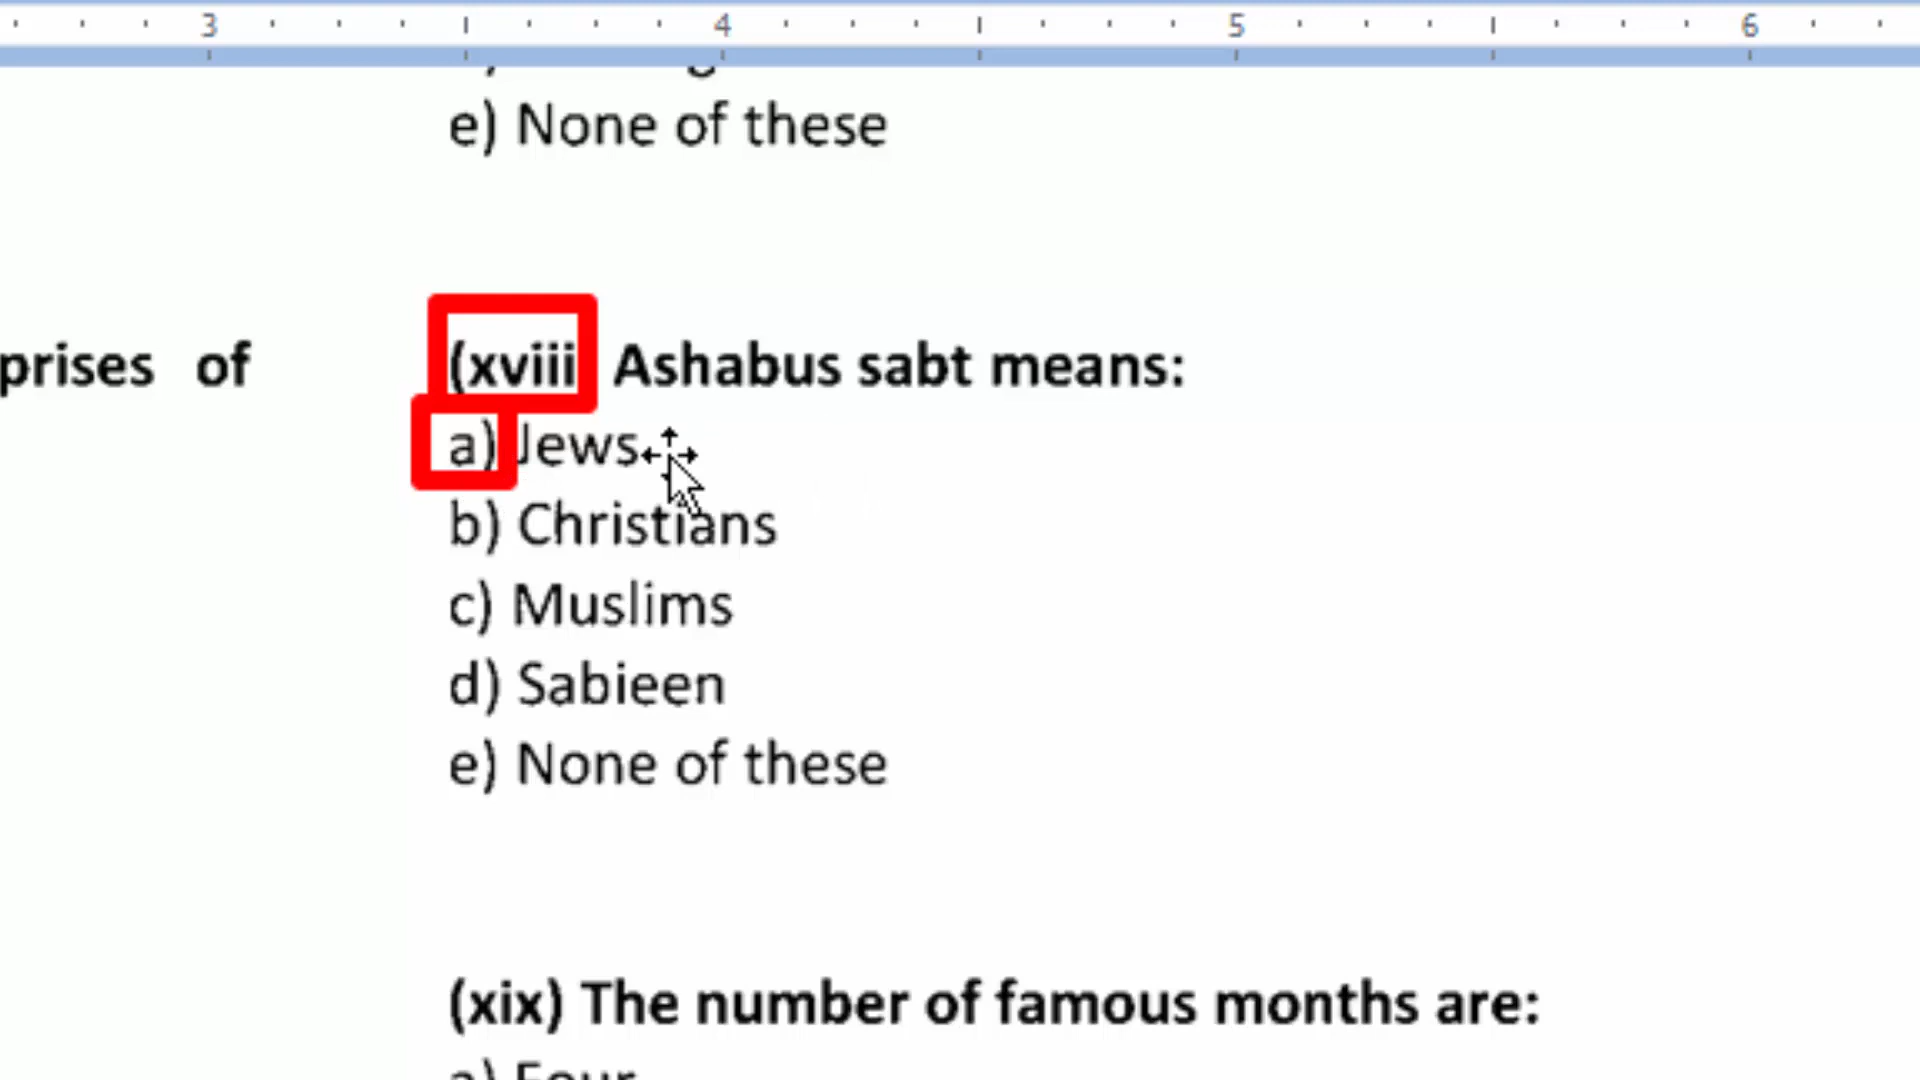 3 4 5 6
e) None of these
prises of
(xviii Ashabus sabt means:
a) Jews
b) Christians
c) Muslims
d) Sabieen
e) None of these
(xix) The number of famous months are:
a) Four